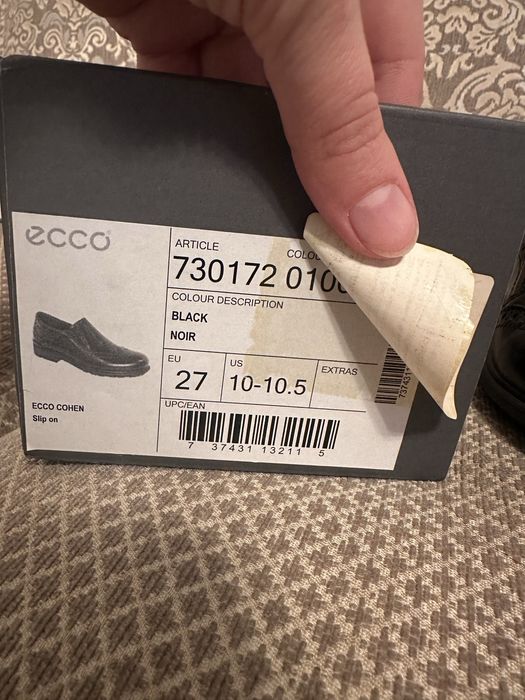 ecco
ARTICLE
730172
COLOUR DESCRIPTION
BLACK
NOIR
EU
27
US
10-10.5
EXTRAS
UPC/EAN
7 37431 13211 5
ECCO COHEN
Slip on